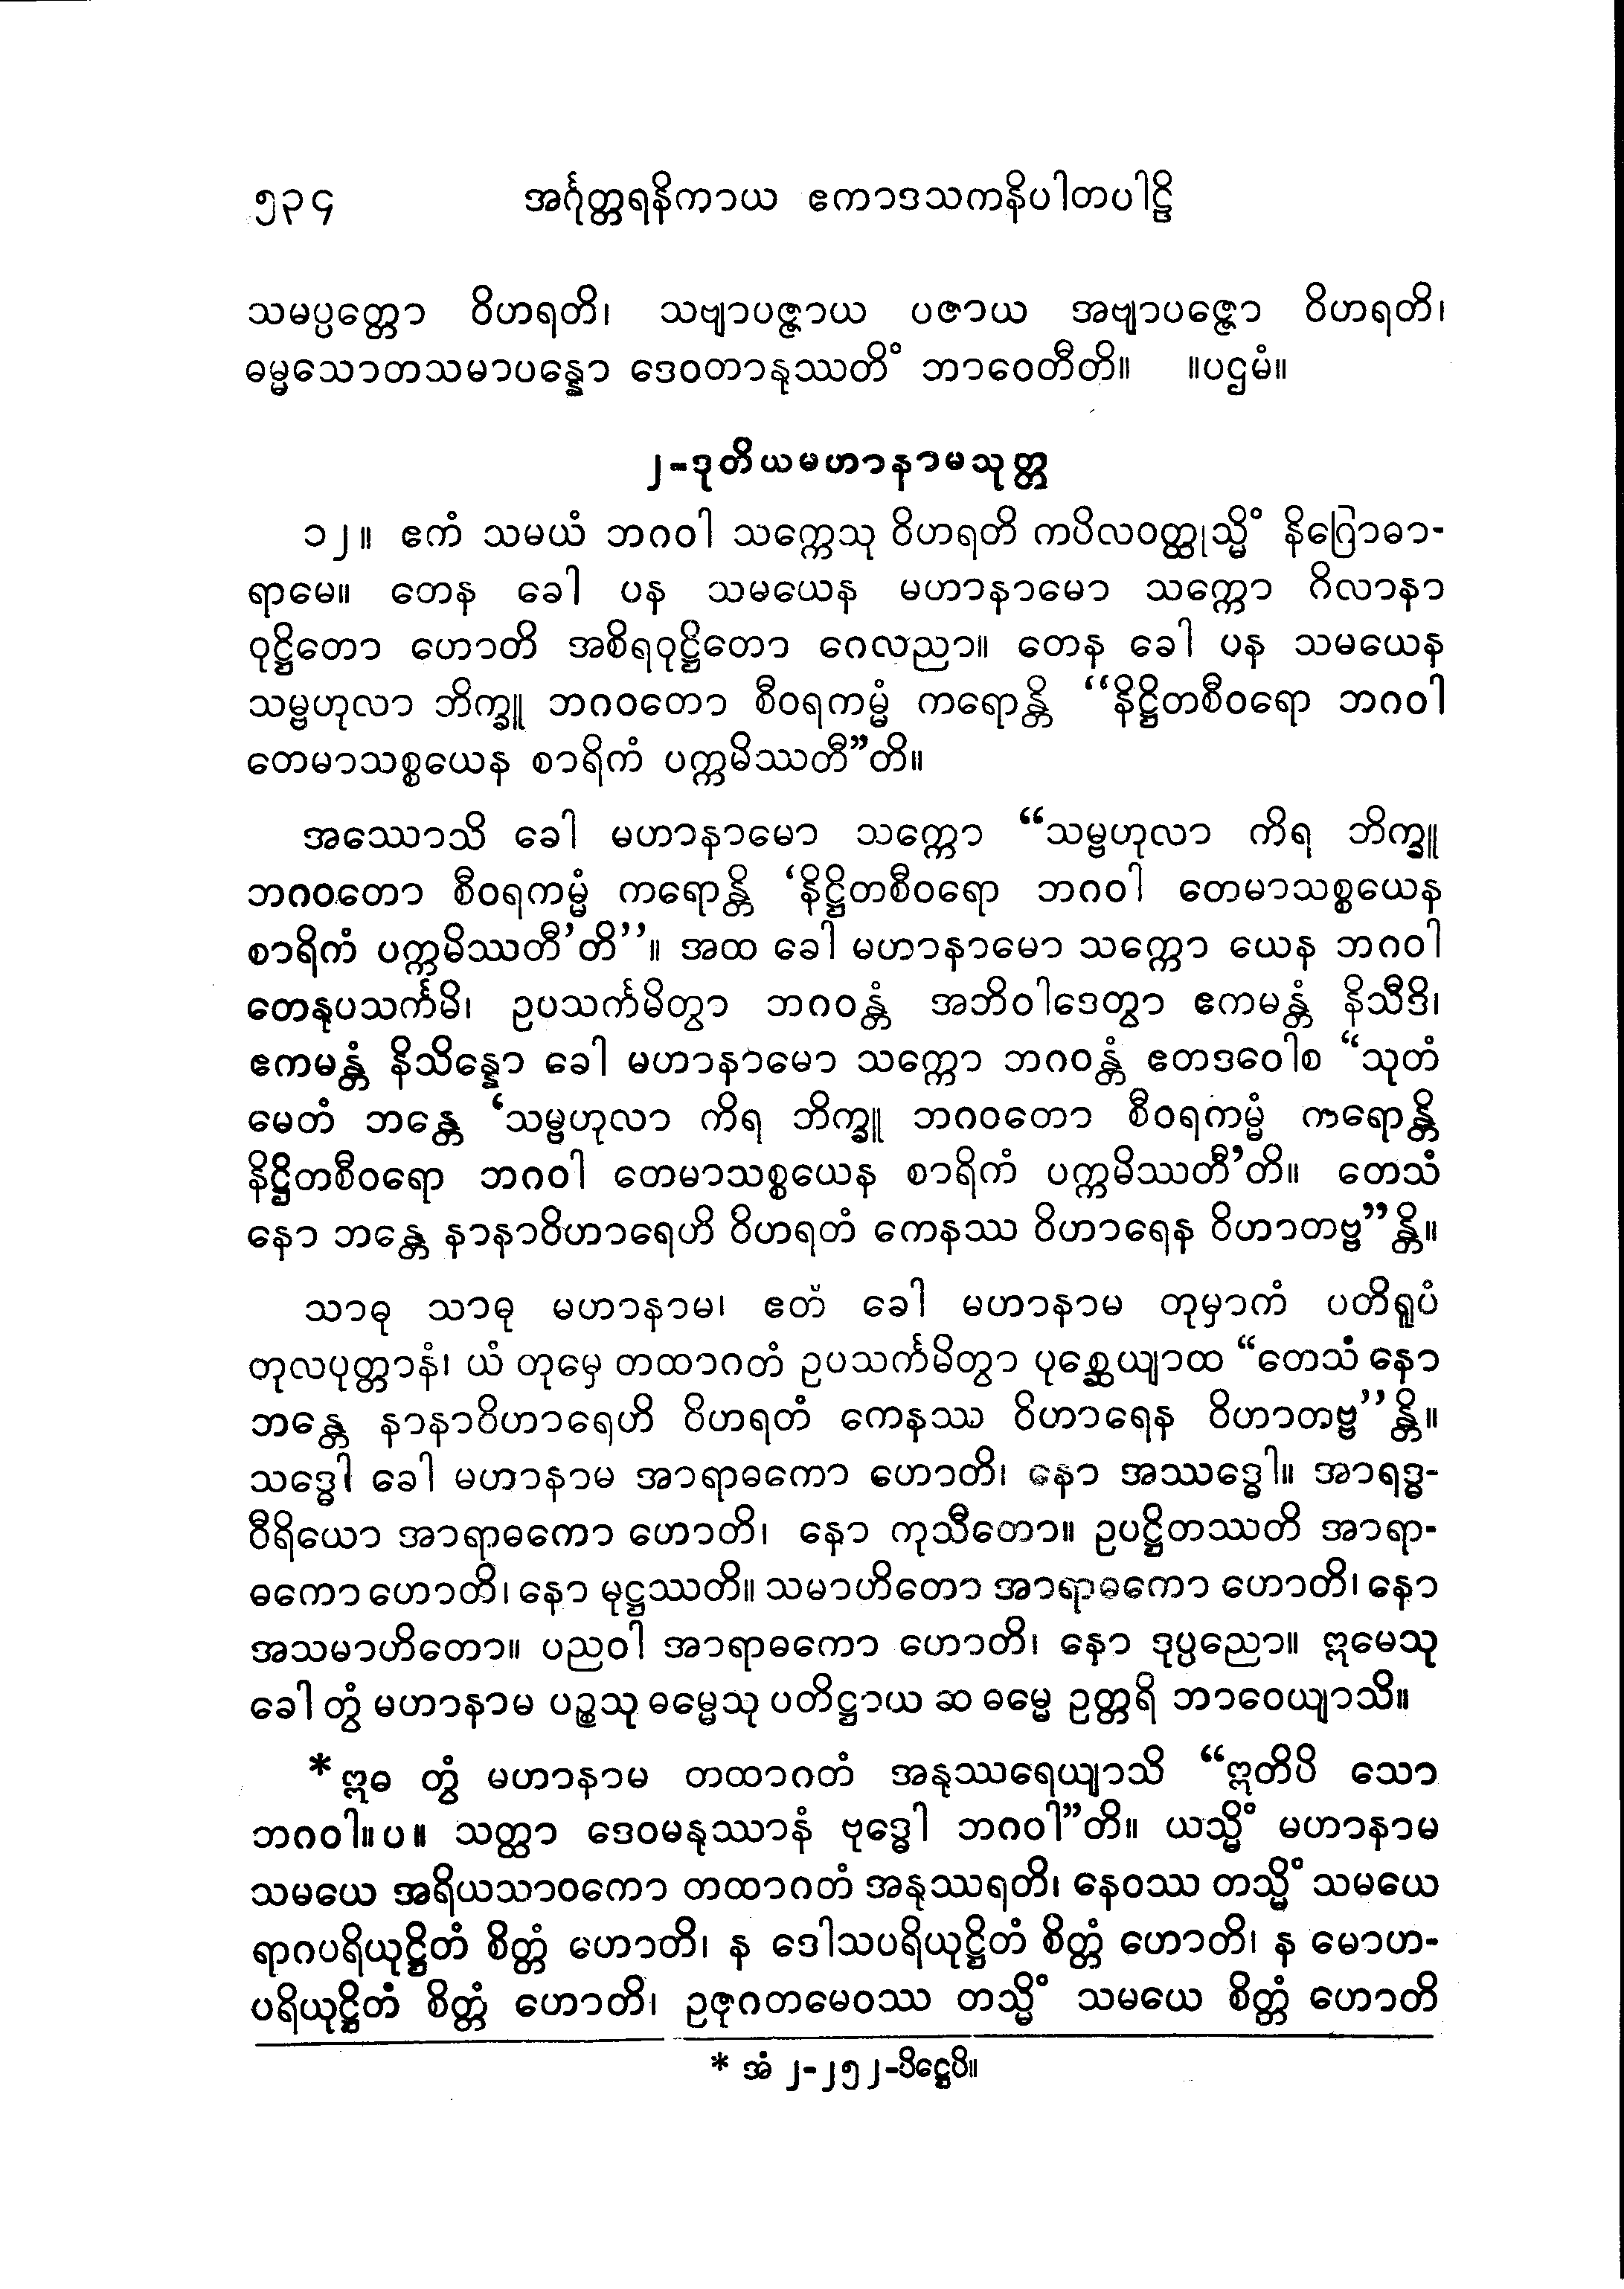 ၅၃၄ အင်္ဂုတ္တရနိကာယ ဧကာဒသကနိပါတပါဠိ
သမပ္ပတ္တော ဝိဟရတိ၊ သဗျာပဇ္ဇာယ ပဇာယ အဗျာပဇ္ဇော ဝိဟရတိ၊
ဓမ္မသောတသမာပန္နော ဒေဝတာနုဿတိံ ဘာဝေတီတိ။ ။ပဌမံ။
၂-ဒုတိယမဟာနာမသုတ္တ
၁၂။ ဧကံ သမယံ ဘဂဝါ သက္ကေသု ဝိဟရတိ ကပိလဝတ္ထုသ္မိံ နိဂြောဓာ-
ရာမေ။ တေန ခေါ ပန သမယေန မဟာနာမော သက္ကော ဂိလာနာ
ဝုဋ္ဌိတော ဟောတိ အစိရဝုဋ္ဌိတော ဂေလညာ။ တေန ခေါ ပန သမယေန
သမ္ဗဟုလာ ဘိက္ခူ ဘဂဝတော စီဝရကမ္မံ ကရောန္တိ “နိဋ္ဌိတစီဝရော ဘဂဝါ
တေမာသစ္စယေန စာရိကံ ပက္ကမိဿတီ”တိ။
အဿောသိ ခေါ မဟာနာမော သက္ကော “သမ္ဗဟုလာ ကိရ ဘိက္ခူ
ဘဂဝတော စီဝရကမ္မံ ကရောန္တိ ‘နိဋ္ဌိတစီဝရော ဘဂဝါ တေမာသစ္စယေန
စာရိကံ ပက္ကမိဿတီ’တိ’’။ အထ ခေါ မဟာနာမော သက္ကော ယေန ဘဂဝါ
တေနုပသင်္ကမိ၊ ဥပသင်္ကမိတွာ ဘဂဝန္တံ အဘိဝါဒေတွာ ဧကမန္တံ နိသီဒိ၊
ဧကမန္တံ နိသိန္နော ခေါ မဟာနာမော သက္ကော ဘဂဝန္တံ ဧတဒဝေါစ “သုတံ
မေတံ ဘန္တေ ‘သမ္ဗဟုလာ ကိရ ဘိက္ခူ ဘဂဝတော စီဝရကမ္မံ ကရောန္တိ
နိဋ္ဌိတစီဝရော ဘဂဝါ တေမာသစ္စယေန စာရိကံ ပက္ကမိဿတီ’တိ။ တေသံ
နော ဘန္တေ နာနာဝိဟာရေဟိ ဝိဟရတံ ကေနဿ ဝိဟာရေန ဝိဟာတဗ္ဗ”န္တိ။
သာဓု သာဓု မဟာနာမ၊ ဧတံ ခေါ မဟာနာမ တုမှာကံ ပတိရူပံ
တုလပုတ္တာနံ၊ ယံ တုမှေ တထာဂတံ ဥပသင်္ကမိတွာ ပုစ္ဆေယျာထ “တေသံ နော
ဘန္တေ နာနာဝိဟာရေဟိ ဝိဟရတံ ကေနဿ ဝိဟာရေန ဝိဟာတဗ္ဗ’’န္တိ။
သဒ္ဓေါ ခေါ မဟာနာမ အာရာဓကော ဟောတိ၊ နော အဿဒ္ဓေါ။ အာရဒ္ဓ-
ဝီရိယော အာရာဓကော ဟောတိ၊ နော ကုသီတော။ ဥပဋ္ဌိတဿတိ အာရာ-
ဓကော ဟောတိ၊ နော မုဋ္ဌဿတိ။ သမာဟိတော အာရာဓကော ဟောတိ၊ နော
အသမာဟိတော။ ပညဝါ အာရာဓကော ဟောတိ၊ နော ဒုပ္ပညော။ ဣမေသု
ခေါ တွံ မဟာနာမ ပဉ္စသု ဓမ္မေသု ပတိဋ္ဌာယ ဆ ဓမ္မေ ဥတ္တရိ ဘာဝေယျာသိ။
*ဣဓ တွံ မဟာနာမ တထာဂတံ အနုဿရေယျာသိ “ဣတိပိ သော
ဘဂဝါ။ပ။ သတ္ထာ ဒေဝမနုဿာနံ ဗုဒ္ဓေါ ဘဂဝါ”တိ။ ယသ္မိံ မဟာနာမ
သမယေ အရိယသာဝကော တထာဂတံ အနုဿရတိ၊ နေဝဿ တသ္မိံ သမယေ
ရာဂပရိယုဋ္ဌိတံ စိတ္တံ ဟောတိ၊ န ဒေါသပရိယုဋ္ဌိတံ စိတ္တံ ဟောတိ၊ န မောဟ-
ပရိယုဋ္ဌိတံ စိတ္တံ ဟောတိ၊ ဥဇုဂတမေဝဿ တသ္မိံ သမယေ စိတ္တံ ဟောတိ
* အံ ၂-၂၅၂-ပိဋ္ဌေပိ။